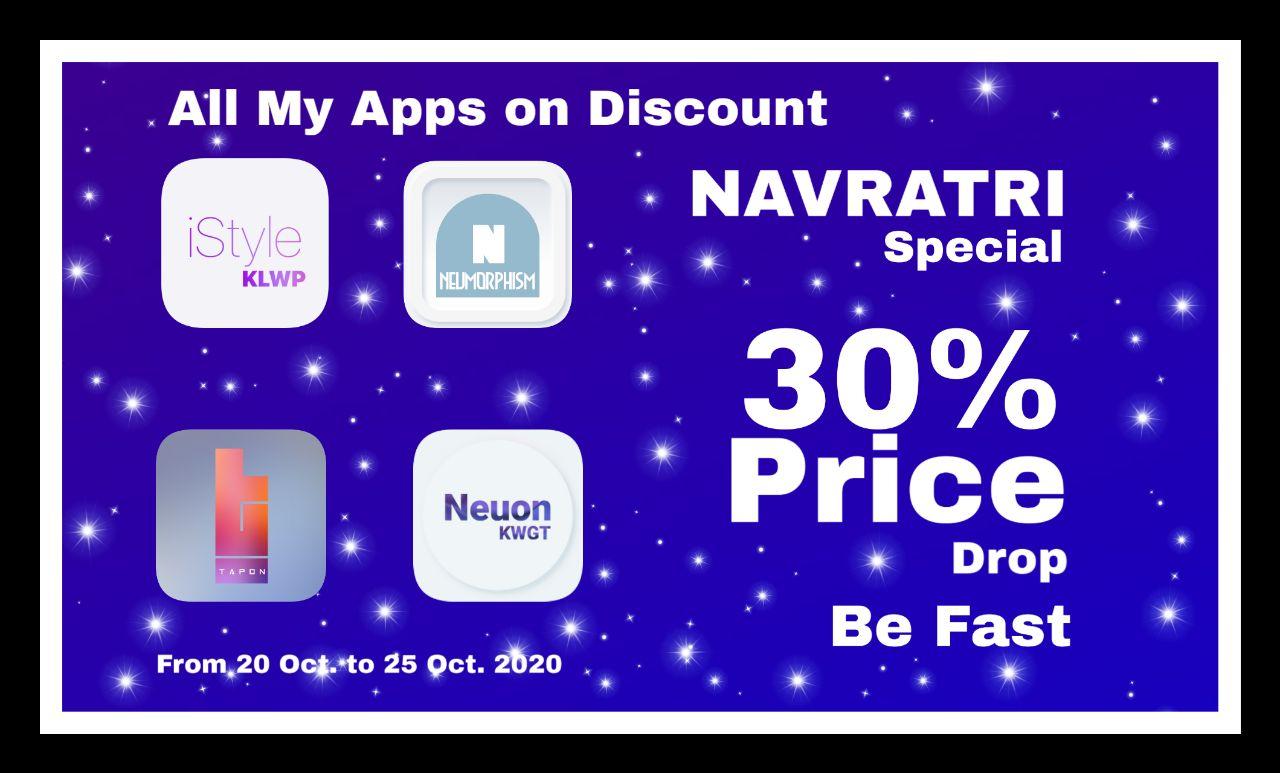 All My Apps on Discount
iStyle
KLWP
N
NEUMORPHISM
TAPON
Neuon
KWGT
From 20 Oct. to 25 Oct. 2020
NAVRATRI
Special
30%
Price
Drop
Be Fast